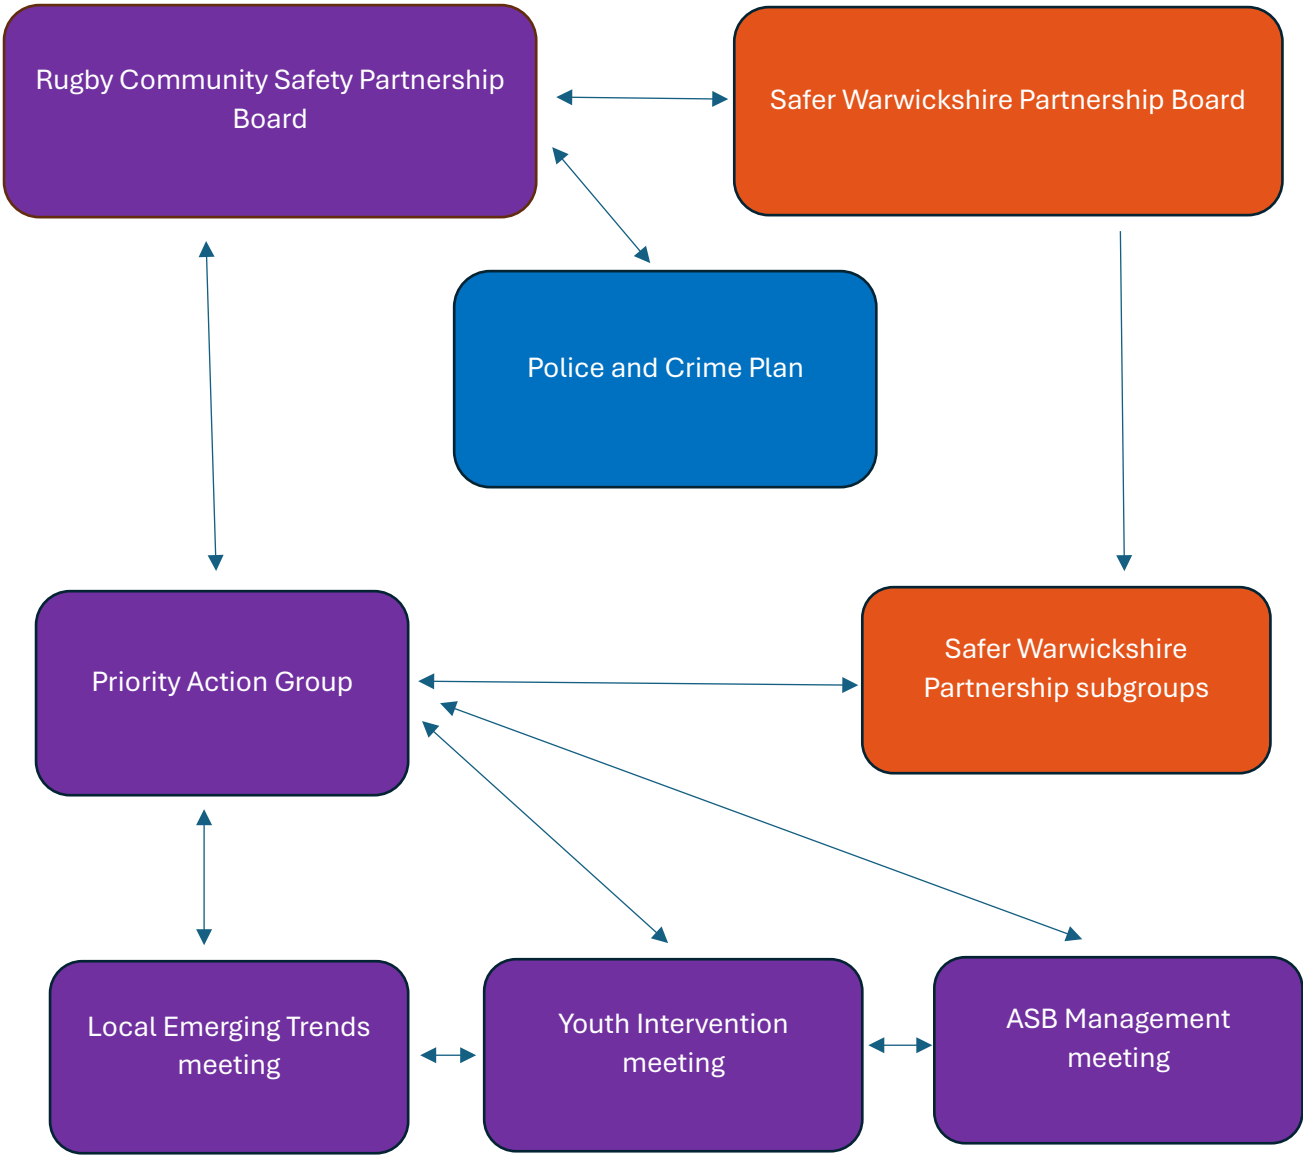 Rugby Community Safety Partnership
Board
Safer Warwickshire Partnership Board
Police and Crime Plan
Priority Action Group
Safer Warwickshire
Partnership subgroups
Local Emerging Trends
meeting
Youth Intervention
meeting
ASB Management
meeting